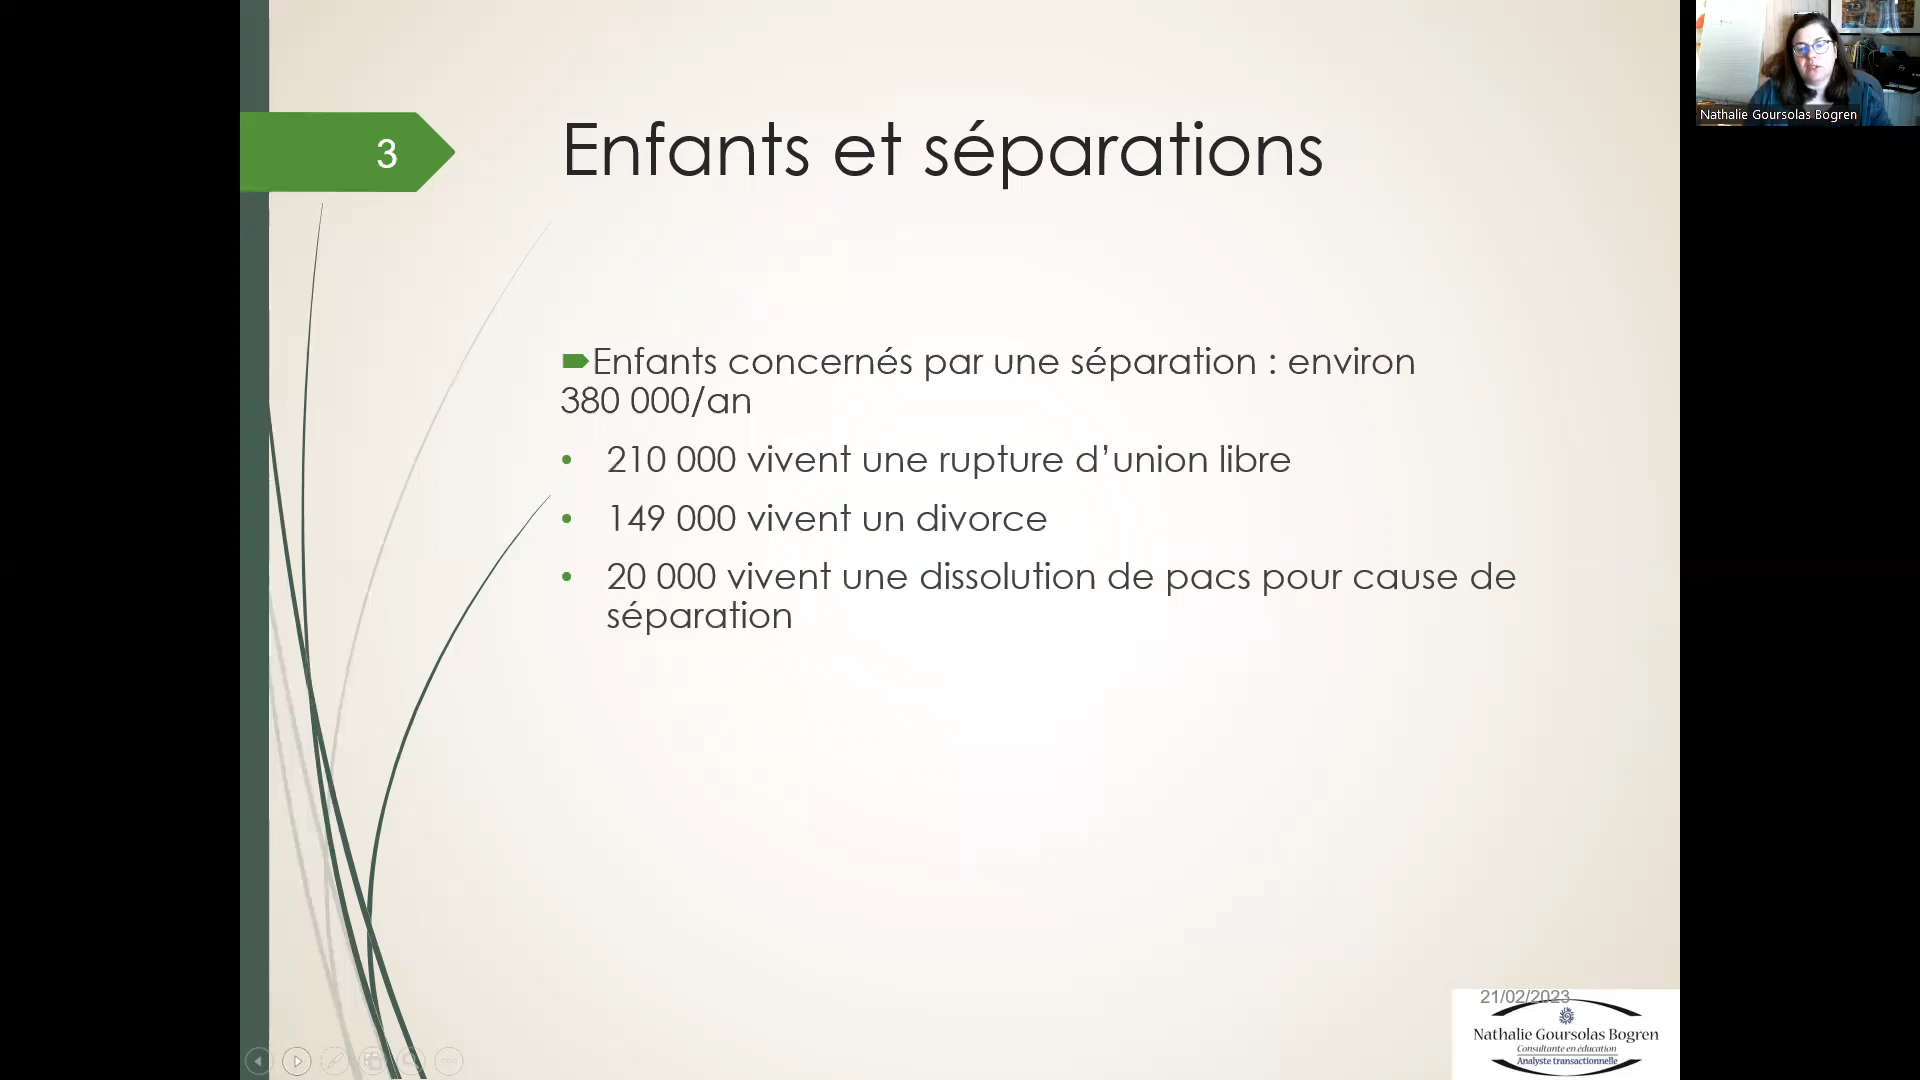 3
Enfants et séparations
Enfants concernés par une séparation : environ
380 000/an
• 210 000 vivent une rupture d’union libre
• 149 000 vivent un divorce
• 20 000 vivent une dissolution de pacs pour cause de
séparation
21/02/2023
Nathalie Goursolas Bogren
Consultante en éducation
Analyste transactionnelle
Nathalie Goursolas Bogren